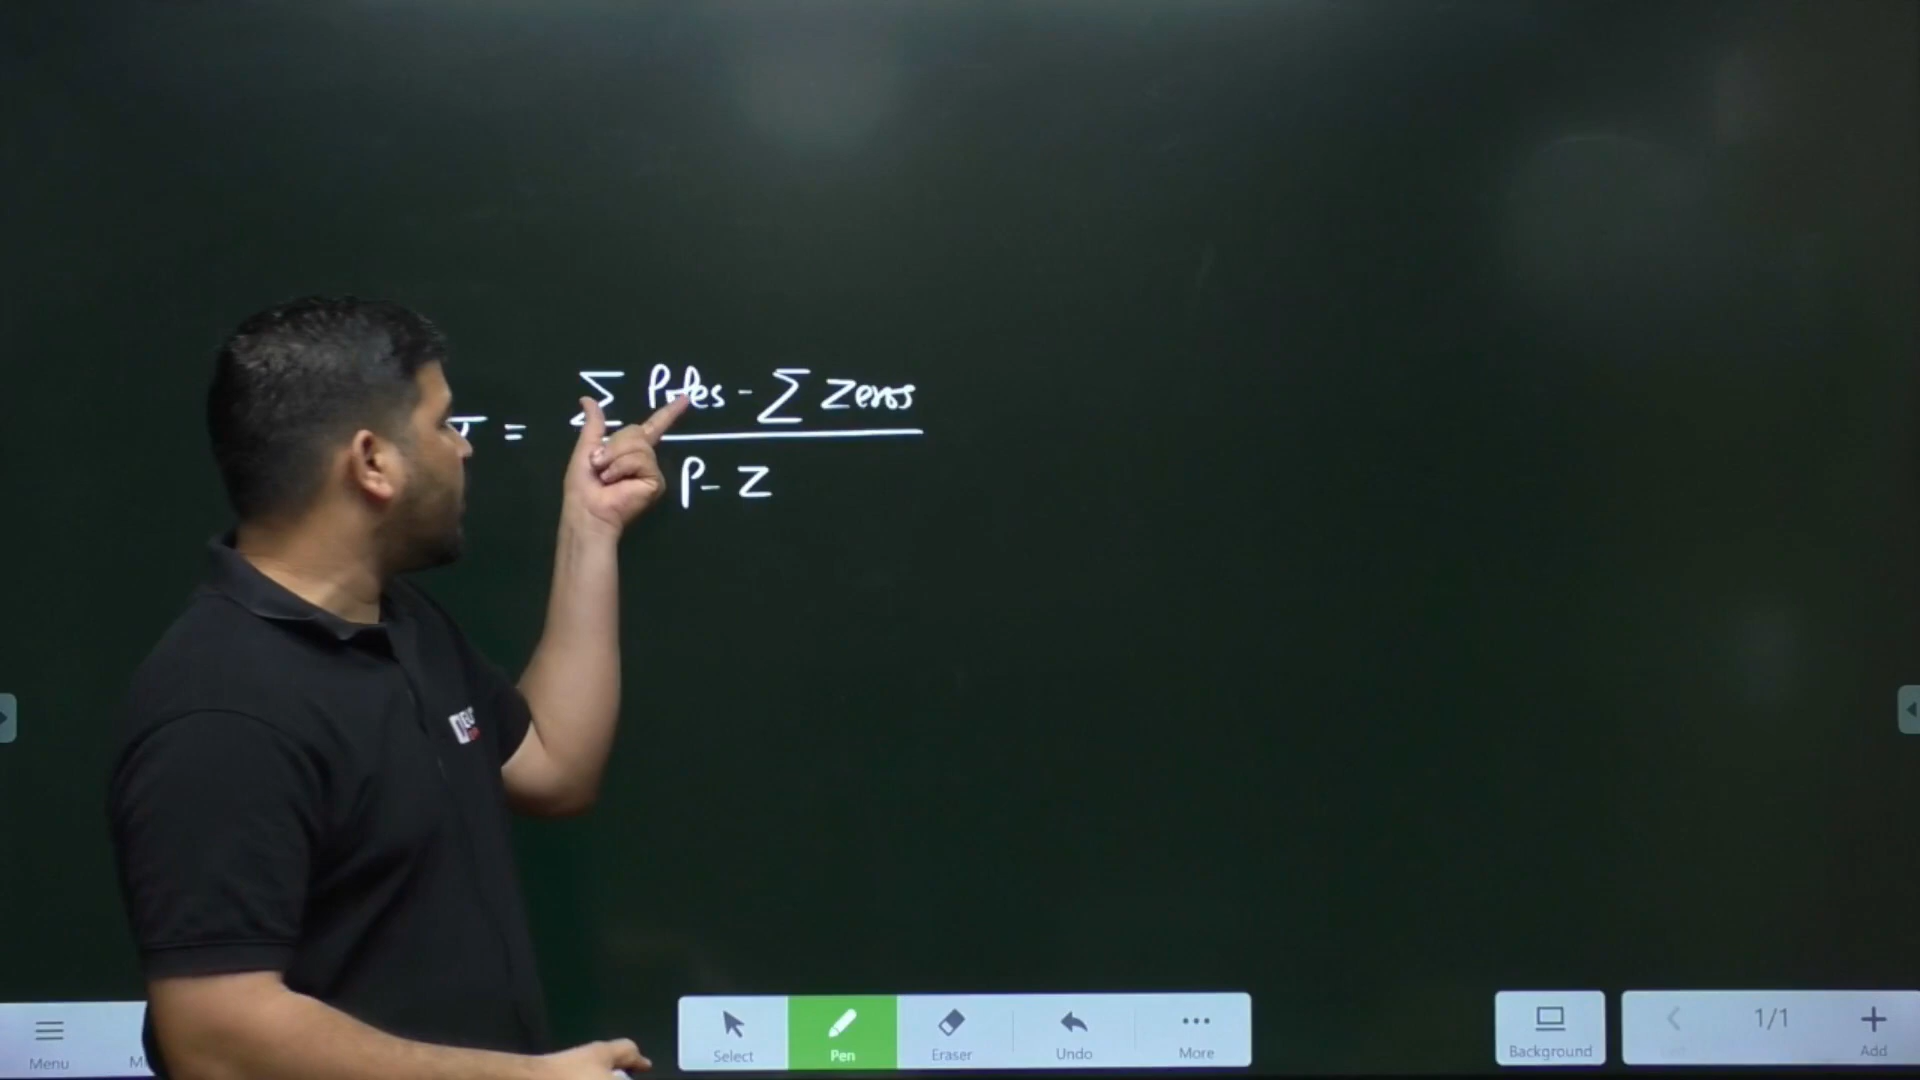 = ∑ Poles - ∑ Zeros
P - Z
Menu
Select
Pen
Eraser
Undo
More
Background
1/1
Add